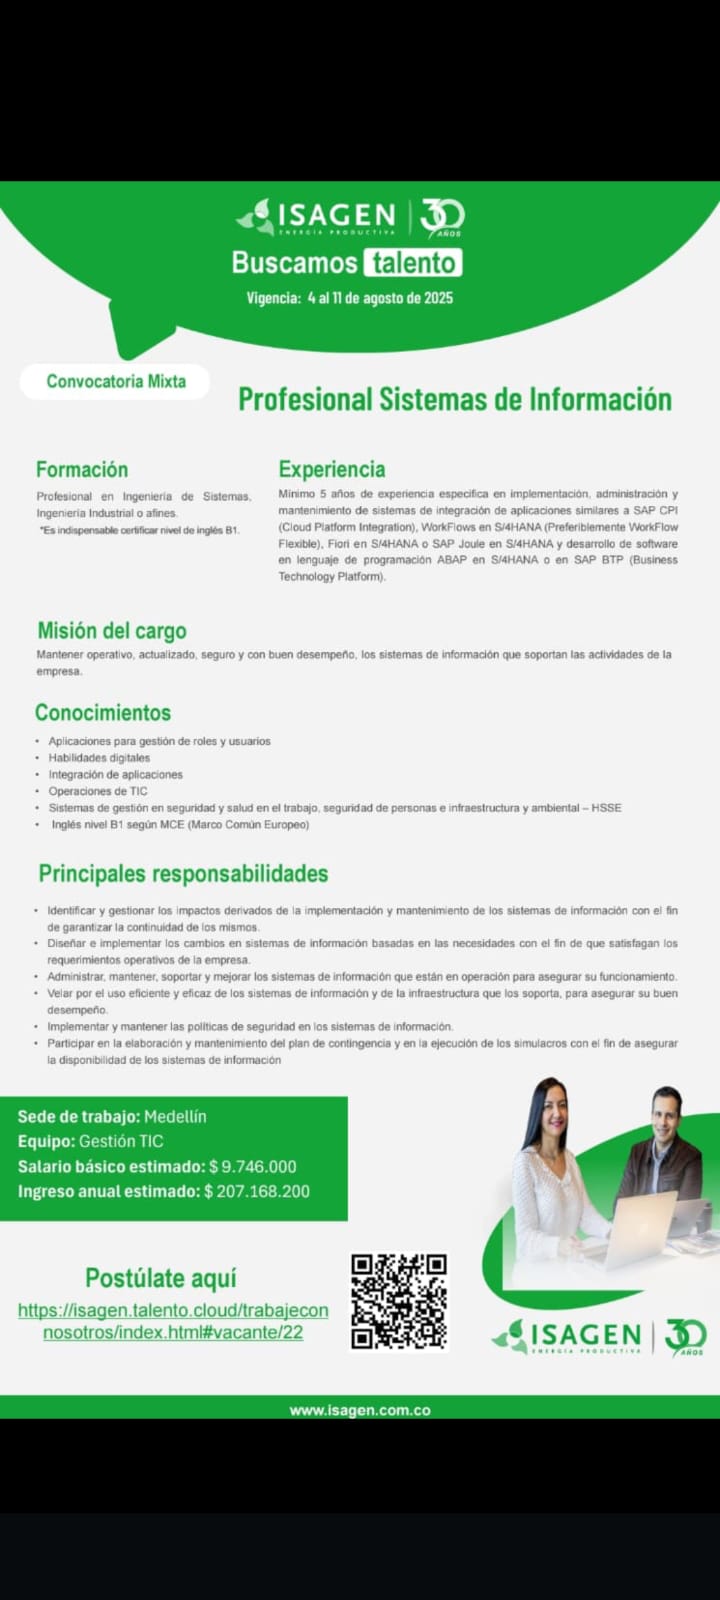 ISAGEN | 30
ENERGÍA PRODUCTIVA AÑOS
Buscamos talento
Vigencia: 4 al 11 de agosto de 2025
Convocatoria Mixta
Profesional Sistemas de Información
Formación
Profesional en Ingeniería de Sistemas,
Ingeniería Industrial o afines.
*Es indispensable certificar nivel de inglés B1.
Experiencia
Mínimo 5 años de experiencia especifica en implementación, administración y
mantenimiento de sistemas de integración de aplicaciones similares a SAP CPI
(Cloud Platform Integration), WorkFlows en S/4HANA (Preferiblemente WorkFlow
Flexible), Fiori en S/4HANA o SAP Joule en S/4HANA y desarrollo de software
en lenguaje de programación ABAP en S/4HANA o en SAP BTP (Business
Technology Platform).
Misión del cargo
Mantener operativo, actualizado, seguro y con buen desempeño, los sistemas de información que soportan las actividades de la
empresa.
Conocimientos
• Aplicaciones para gestión de roles y usuarios
• Habilidades digitales
• Integración de aplicaciones
• Operaciones de TIC
• Sistemas de gestión en seguridad y salud en el trabajo, seguridad de personas e infraestructura y ambiental – HSSE
• Inglés nivel B1 según MCE (Marco Común Europeo)
Principales responsabilidades
• Identificar y gestionar los impactos derivados de la implementación y mantenimiento de los sistemas de información con el fin
de garantizar la continuidad de los mismos.
• Diseñar e implementar los cambios en sistemas de información basadas en las necesidades con el fin de que satisfagan los
requerimientos operativos de la empresa.
• Administrar, mantener, soportar y mejorar los sistemas de información que están en operación para asegurar su funcionamiento.
• Velar por el uso eficiente y eficaz de los sistemas de información y de la infraestructura que los soporta, para asegurar su buen
desempeño.
• Implementar y mantener las políticas de seguridad en los sistemas de información.
• Participar en la elaboración y mantenimiento del plan de contingencia y en la ejecución de los simulacros con el fin de asegurar
la disponibilidad de los sistemas de información
Sede de trabajo: Medellín
Equipo: Gestión TIC
Salario básico estimado: $ 9.746.000
Ingreso anual estimado: $ 207.168.200
Postúlate aquí
https://isagen.talento.cloud/trabajecon
nosotros/index.html#vacante/22
ISAGEN | 30
ENERGÍA PRODUCTIVA AÑOS
www.isagen.com.co